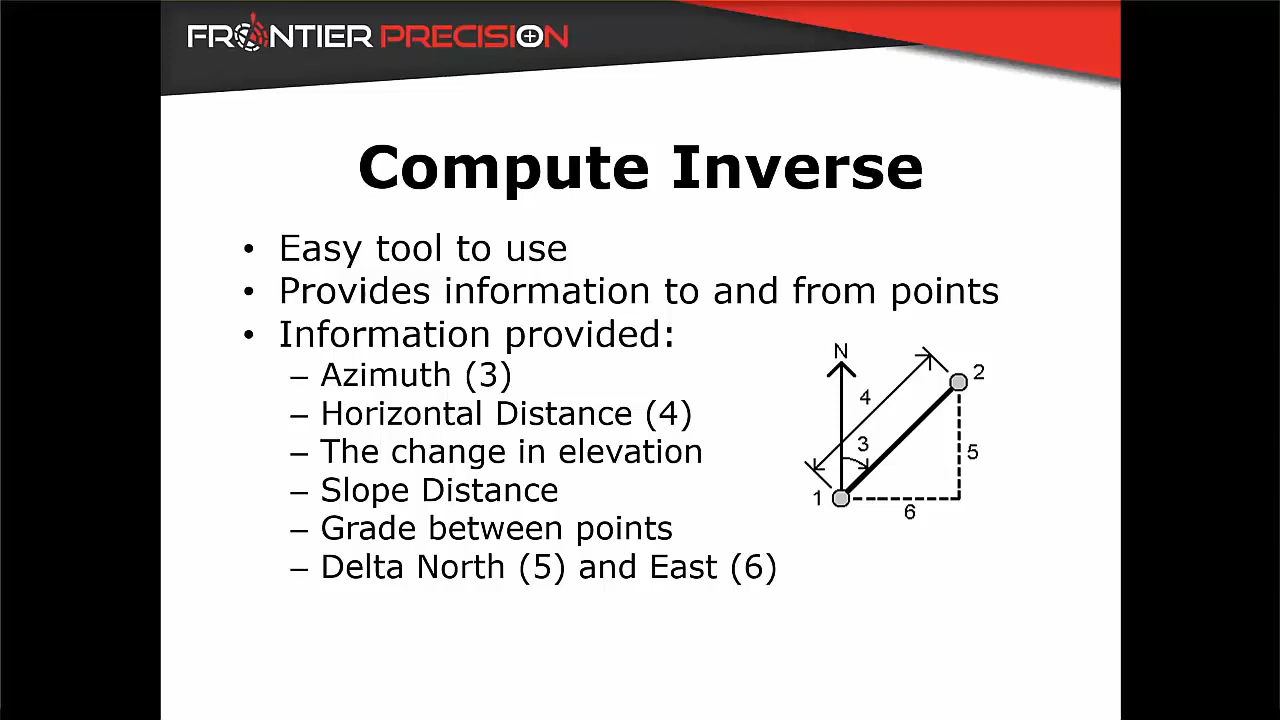 FRONTIER PRECISION
Compute Inverse
• Easy tool to use
• Provides information to and from points
• Information provided:
– Azimuth (3)
– Horizontal Distance (4)
– The change in elevation
– Slope Distance
– Grade between points
– Delta North (5) and East (6)
N
2
4
3
5
1
6